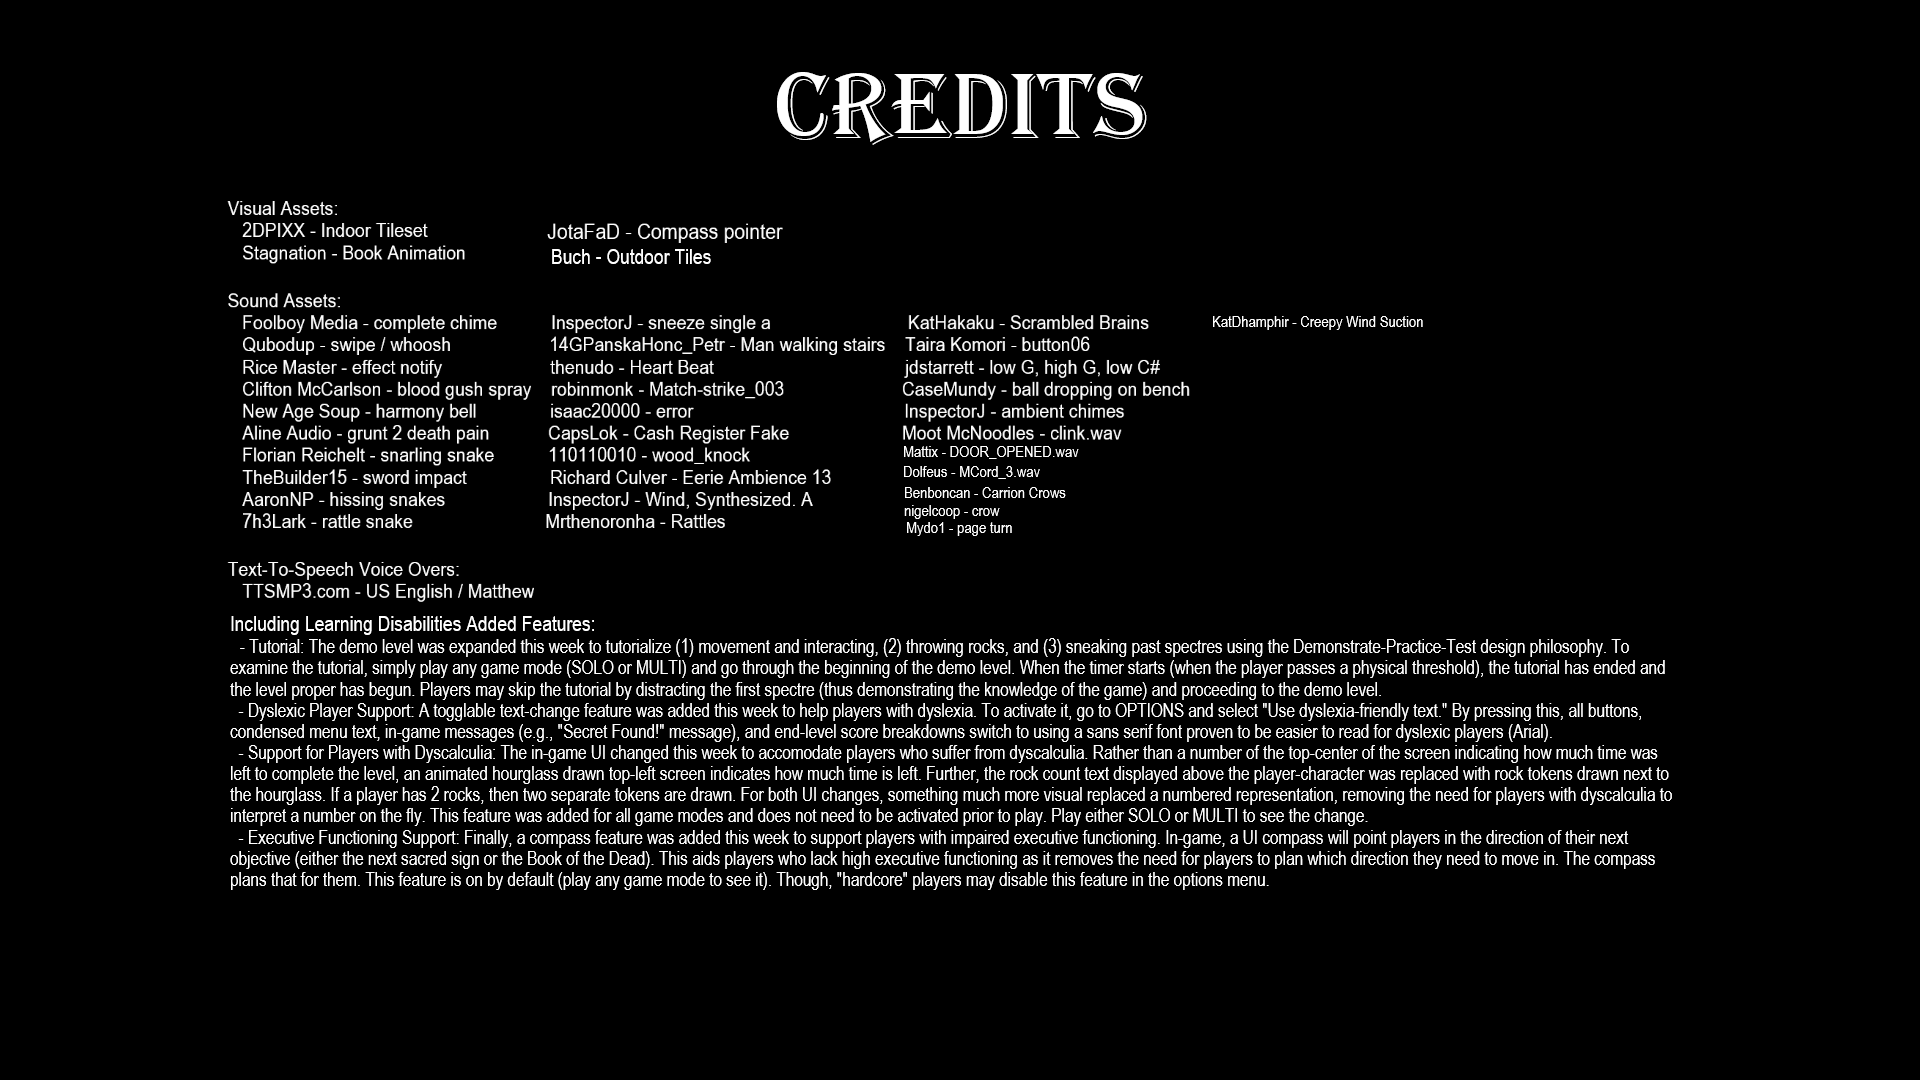 CREDITS
Visual Assets:
2DPIXX - Indoor Tileset
Stagnation - Book Animation
JotaFaD - Compass pointer
Buch - Outdoor Tiles
Sound Assets:
Foolboy Media - complete chime
Qubodup - swipe / whoosh
Rice Master - effect notify
Clifton McCarlson - blood gush spray
New Age Soup - harmony bell
Aline Audio - grunt 2 death pain
Florian Reichelt - snarling snake
TheBuilder15 - sword impact
AaronNP - hissing snakes
7h3Lark - rattle snake
InspectorJ - sneeze single a
14GPanskaHonc_Petr - Man walking stairs
thenudo - Heart Beat
robinmonk - Match-strike_003
isaac20000 - error
CapsLok - Cash Register Fake
110110010 - wood_knock
Richard Culver - Eerie Ambience 13
InspectorJ - Wind, Synthesized. A
Mrthenoronha - Rattles
KatHakaku - Scrambled Brains
Taira Komori - button06
jdstarrett - low G, high G, low C#
CaseMundy - ball dropping on bench
InspectorJ - ambient chimes
Moot McNoodles - clink.wav
Mattix - DOOR_OPENED.wav
Dolfeus - MCord_3.wav
Benboncan - Carrion Crows
nigelcoop - crow
Mydo1 - page turn
KatDhamphir - Creepy Wind Suction
Text-To-Speech Voice Overs:
TTSMP3.com - US English / Matthew
Including Learning Disabilities Added Features:
- Tutorial: The demo level was expanded this week to tutorialize (1) movement and interacting, (2) throwing rocks, and (3) sneaking past spectres using the Demonstrate-Practice-Test design philosophy. To
examine the tutorial, simply play any game mode (SOLO or MULTI) and go through the beginning of the demo level. When the timer starts (when the player passes a physical threshold), the tutorial has ended and
the level proper has begun. Players may skip the tutorial by distracting the first spectre (thus demonstrating the knowledge of the game) and proceeding to the demo level.
- Dyslexic Player Support: A togglable text-change feature was added this week to help players with dyslexia. To activate it, go to OPTIONS and select "Use dyslexia-friendly text." By pressing this, all buttons,
condensed menu text, in-game messages (e.g., "Secret Found!" message), and end-level score breakdowns switch to using a sans serif font proven to be easier to read for dyslexic players (Arial).
- Support for Players with Dyscalculia: The in-game UI changed this week to accomodate players who suffer from dyscalculia. Rather than a number of the top-center of the screen indicating how much time was
left to complete the level, an animated hourglass drawn top-left screen indicates how much time is left. Further, the rock count text displayed above the player-character was replaced with rock tokens drawn next to
the hourglass. If a player has 2 rocks, then two separate tokens are drawn. For both UI changes, something much more visual replaced a numbered representation, removing the need for players with dyscalculia to
interpret a number on the fly. This feature was added for all game modes and does not need to be activated prior to play. Play either SOLO or MULTI to see the change.
- Executive Functioning Support: Finally, a compass feature was added this week to support players with impaired executive functioning. In-game, a UI compass will point players in the direction of their next
objective (either the next sacred sign or the Book of the Dead). This aids players who lack high executive functioning as it removes the need for players to plan which direction they need to move in. The compass
plans that for them. This feature is on by default (play any game mode to see it). Though, "hardcore" players may disable this feature in the options menu.